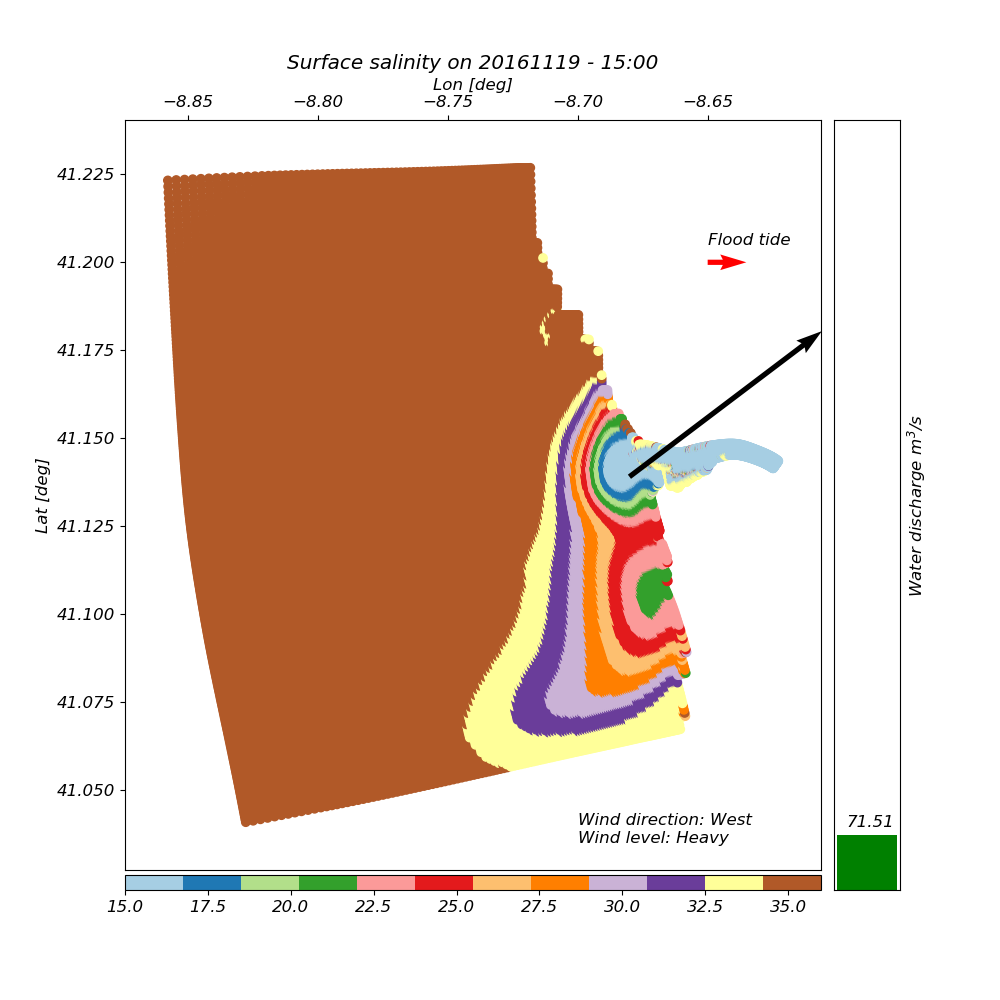 Surface salinity on 20161119 - 15:00
Lon [deg]
−8.85 −8.80 −8.75 −8.70 −8.65
41.225
41.200
41.175
41.150
41.125
41.100
41.075
41.050
Lat [deg]
Flood tide
Wind direction: West
Wind level: Heavy
71.51
Water discharge m³/s
15.0 17.5 20.0 22.5 25.0 27.5 30.0 32.5 35.0